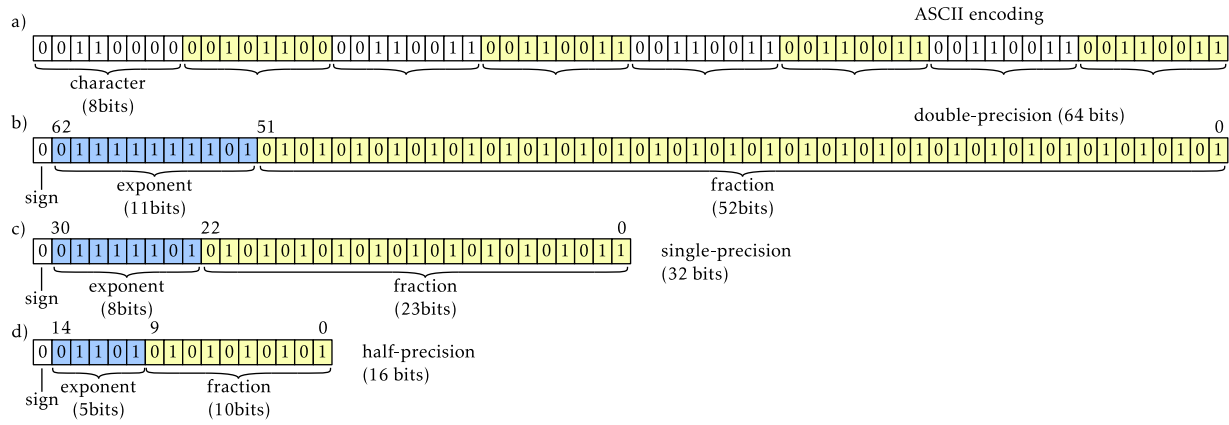 a)
ASCII encoding
0 0 1 1 0 0 0 0 0 0 1 0 1 1 0 0 0 0 1 1 0 0 1 1 0 0 1 1 0 0 1 1 0 0 1 1 0 0 1 1 0 0 1 1 0 0 1 1 0 0 1 1 0 0 1 1 0 0 1 1 0 0 1 1
character
(8bits)
b)
62 51 0
double-precision (64 bits)
0 0 1 1 1 1 1 1 1 1 0 1 0 1 0 1 0 1 0 1 0 1 0 1 0 1 0 1 0 1 0 1 0 1 0 1 0 1 0 1 0 1 0 1 0 1 0 1 0 1 0 1 0 1 0 1 0 1 0 1 0 1 0 1
sign
exponent
(11bits)
fraction
(52bits)
c)
30 22 0
0 0 1 1 1 1 1 0 1 0 1 0 1 0 1 0 1 0 1 0 1 0 1 0 1 0 1 0 1 0 1 1
single-precision
(32 bits)
sign
exponent
(8bits)
fraction
(23bits)
d)
14 9 0
0 0 1 1 0 1 0 1 0 1 0 1 0 1 0 1
half-precision
(16 bits)
sign
exponent
(5bits)
fraction
(10bits)